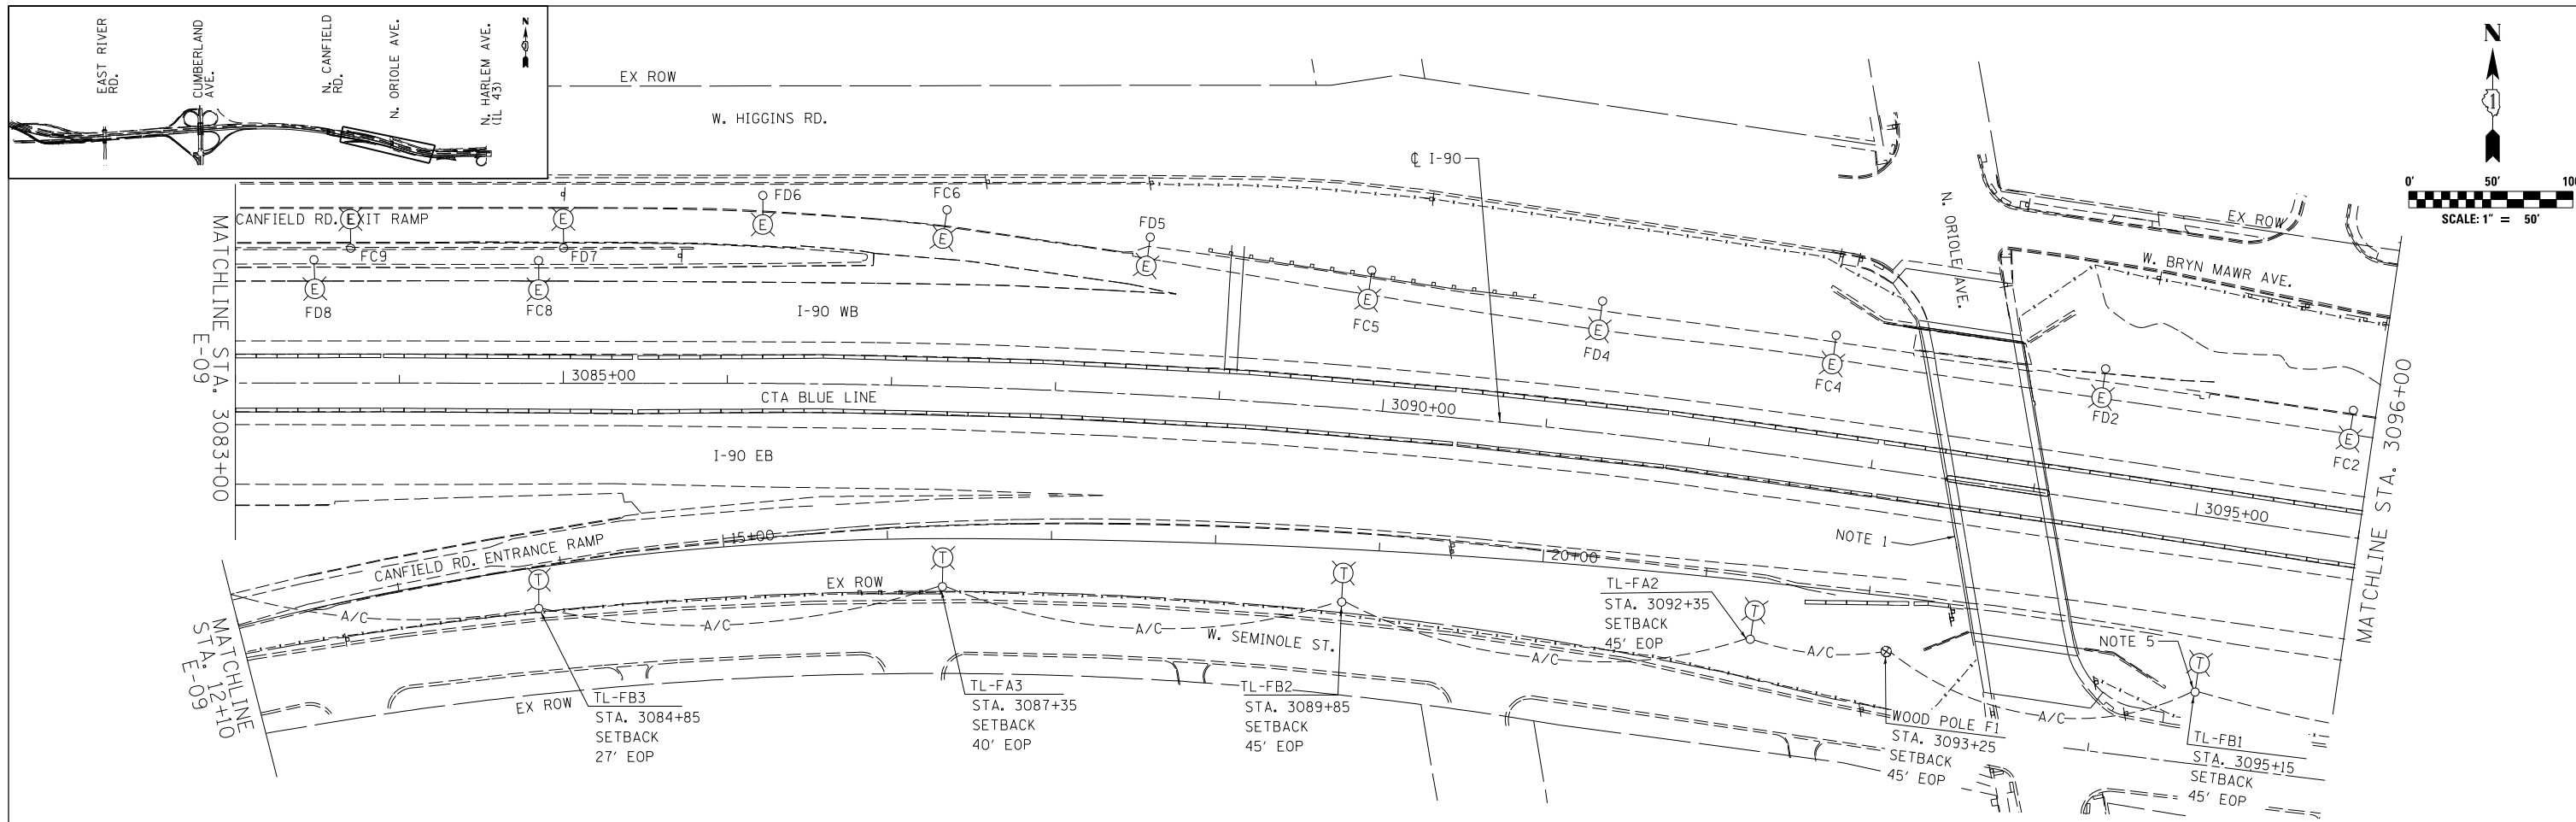 EAST RIVER
RD.
CUMBERLAND
AVE.
N. CANFIELD
RD.
N. ORIOLE AVE.
N. HARLEM AVE.
(IL 43)
N
EX ROW
W. HIGGINS RD.
℄ I-90
N
1
0' 50' 100
SCALE: 1" = 50'
MATCHLINE STA. 3083+00
E-09
CANFIELD RD. EXIT RAMP
E
E
FC9
FD7
FD6
E
FC6
E
FD5
E
E
FD8
E
FC8
I-90 WB
E
FC5
E
FD4
E
FC4
N. ORIOLE AVE.
EX ROW
W. BRYN MAWR AVE.
E
FD2
E
FC2
3085+00
CTA BLUE LINE
3090+00
3095+00
I-90 EB
MATCHLINE STA. 3096+00
NOTE 1
CANFIELD RD. ENTRANCE RAMP
15+00
20+00
MATCHLINE
STA. 12+10
E-09
A/C
T
EX ROW
A/C
T
A/C
T
W. SEMINOLE ST.
A/C
T
A/C
NOTE 5
T
A/C
EX ROW
TL-FB3
STA. 3084+85
SETBACK
27' EOP
TL-FA3
STA. 3087+35
SETBACK
40' EOP
TL-FB2
STA. 3089+85
SETBACK
45' EOP
TL-FA2
STA. 3092+35
SETBACK
45' EOP
WOOD POLE F1
STA. 3093+25
SETBACK
45' EOP
TL-FB1
STA. 3095+15
SETBACK
45' EOP